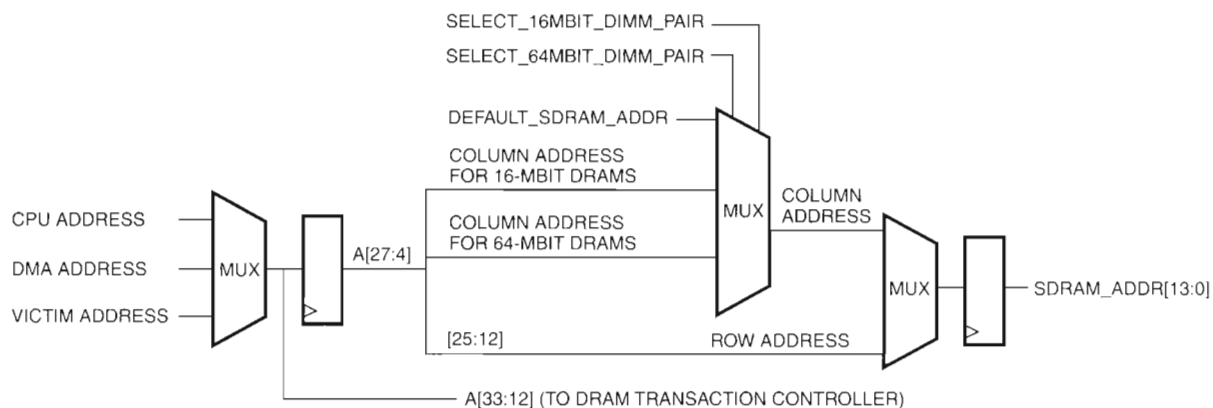 SELECT_16MBIT_DIMM_PAIR
SELECT_64MBIT_DIMM_PAIR
DEFAULT_SDRAM_ADDR
COLUMN ADDRESS
FOR 16-MBIT DRAMS
COLUMN ADDRESS
FOR 64-MBIT DRAMS
CPU ADDRESS
DMA ADDRESS
VICTIM ADDRESS
MUX
A[27:4]
MUX
COLUMN
ADDRESS
[25:12]
ROW ADDRESS
MUX
SDRAM_ADDR[13:0]
A[33:12] (TO DRAM TRANSACTION CONTROLLER)